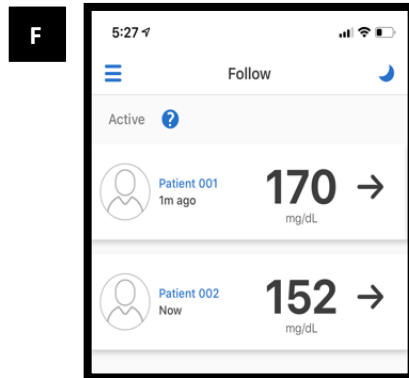 F
5:27
Follow
Active ?
Patient 001
1m ago
170
mg/dL
Patient 002
Now
152
mg/dL